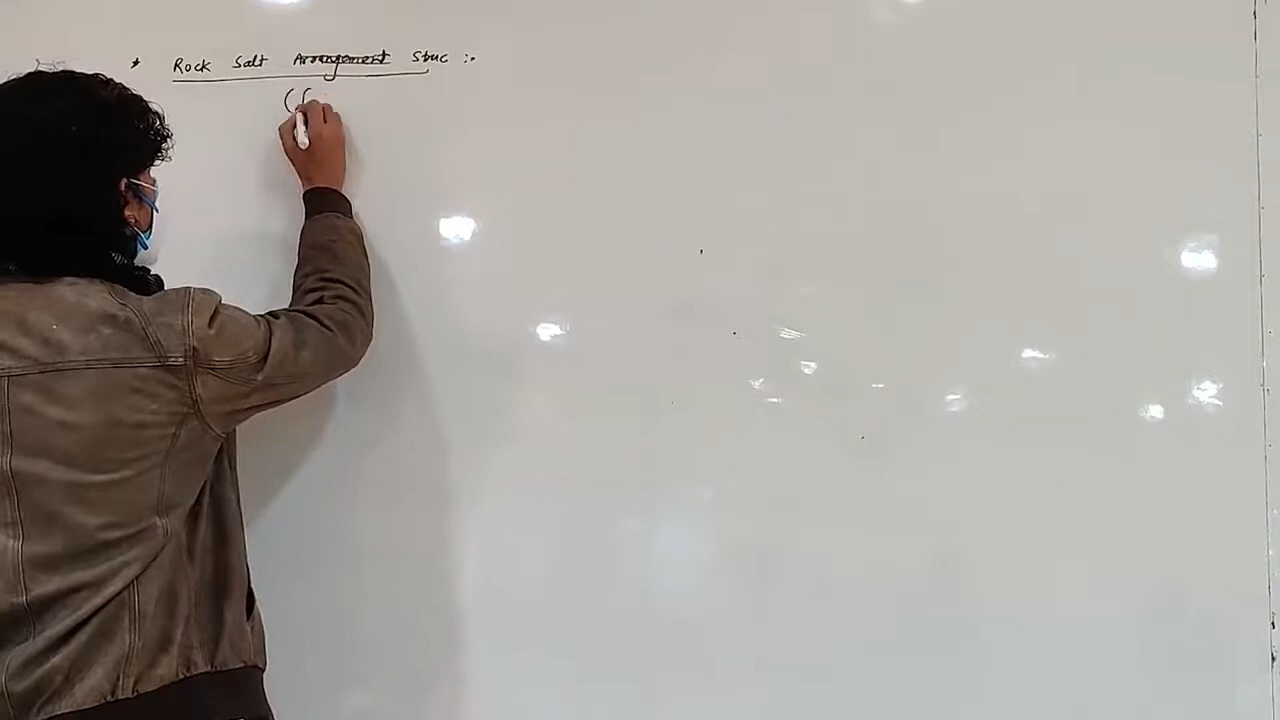 * Rock Salt Arrangement Struc :-
((